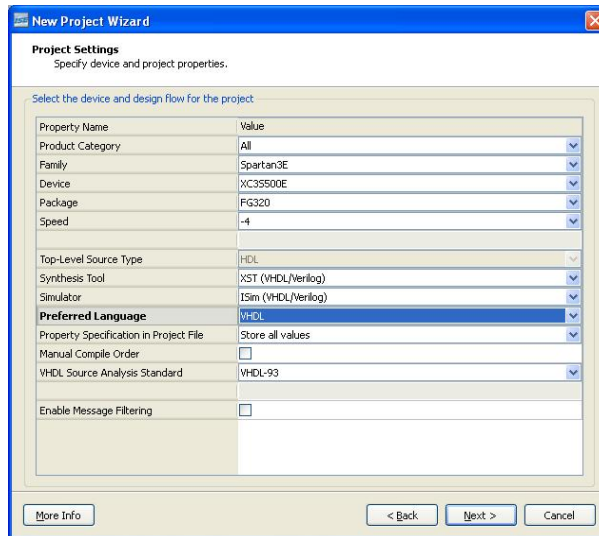 ISE New Project Wizard
Project Settings
Specify device and project properties.
Select the device and design flow for the project
Property Name Value
Product Category All
Family Spartan3E
Device XC3S500E
Package FG320
Speed -4
Top-Level Source Type HDL
Synthesis Tool XST (VHDL/Verilog)
Simulator ISim (VHDL/Verilog)
Preferred Language VHDL
Property Specification in Project File Store all values
Manual Compile Order
VHDL Source Analysis Standard VHDL-93
Enable Message Filtering
More Info < Back Next > Cancel